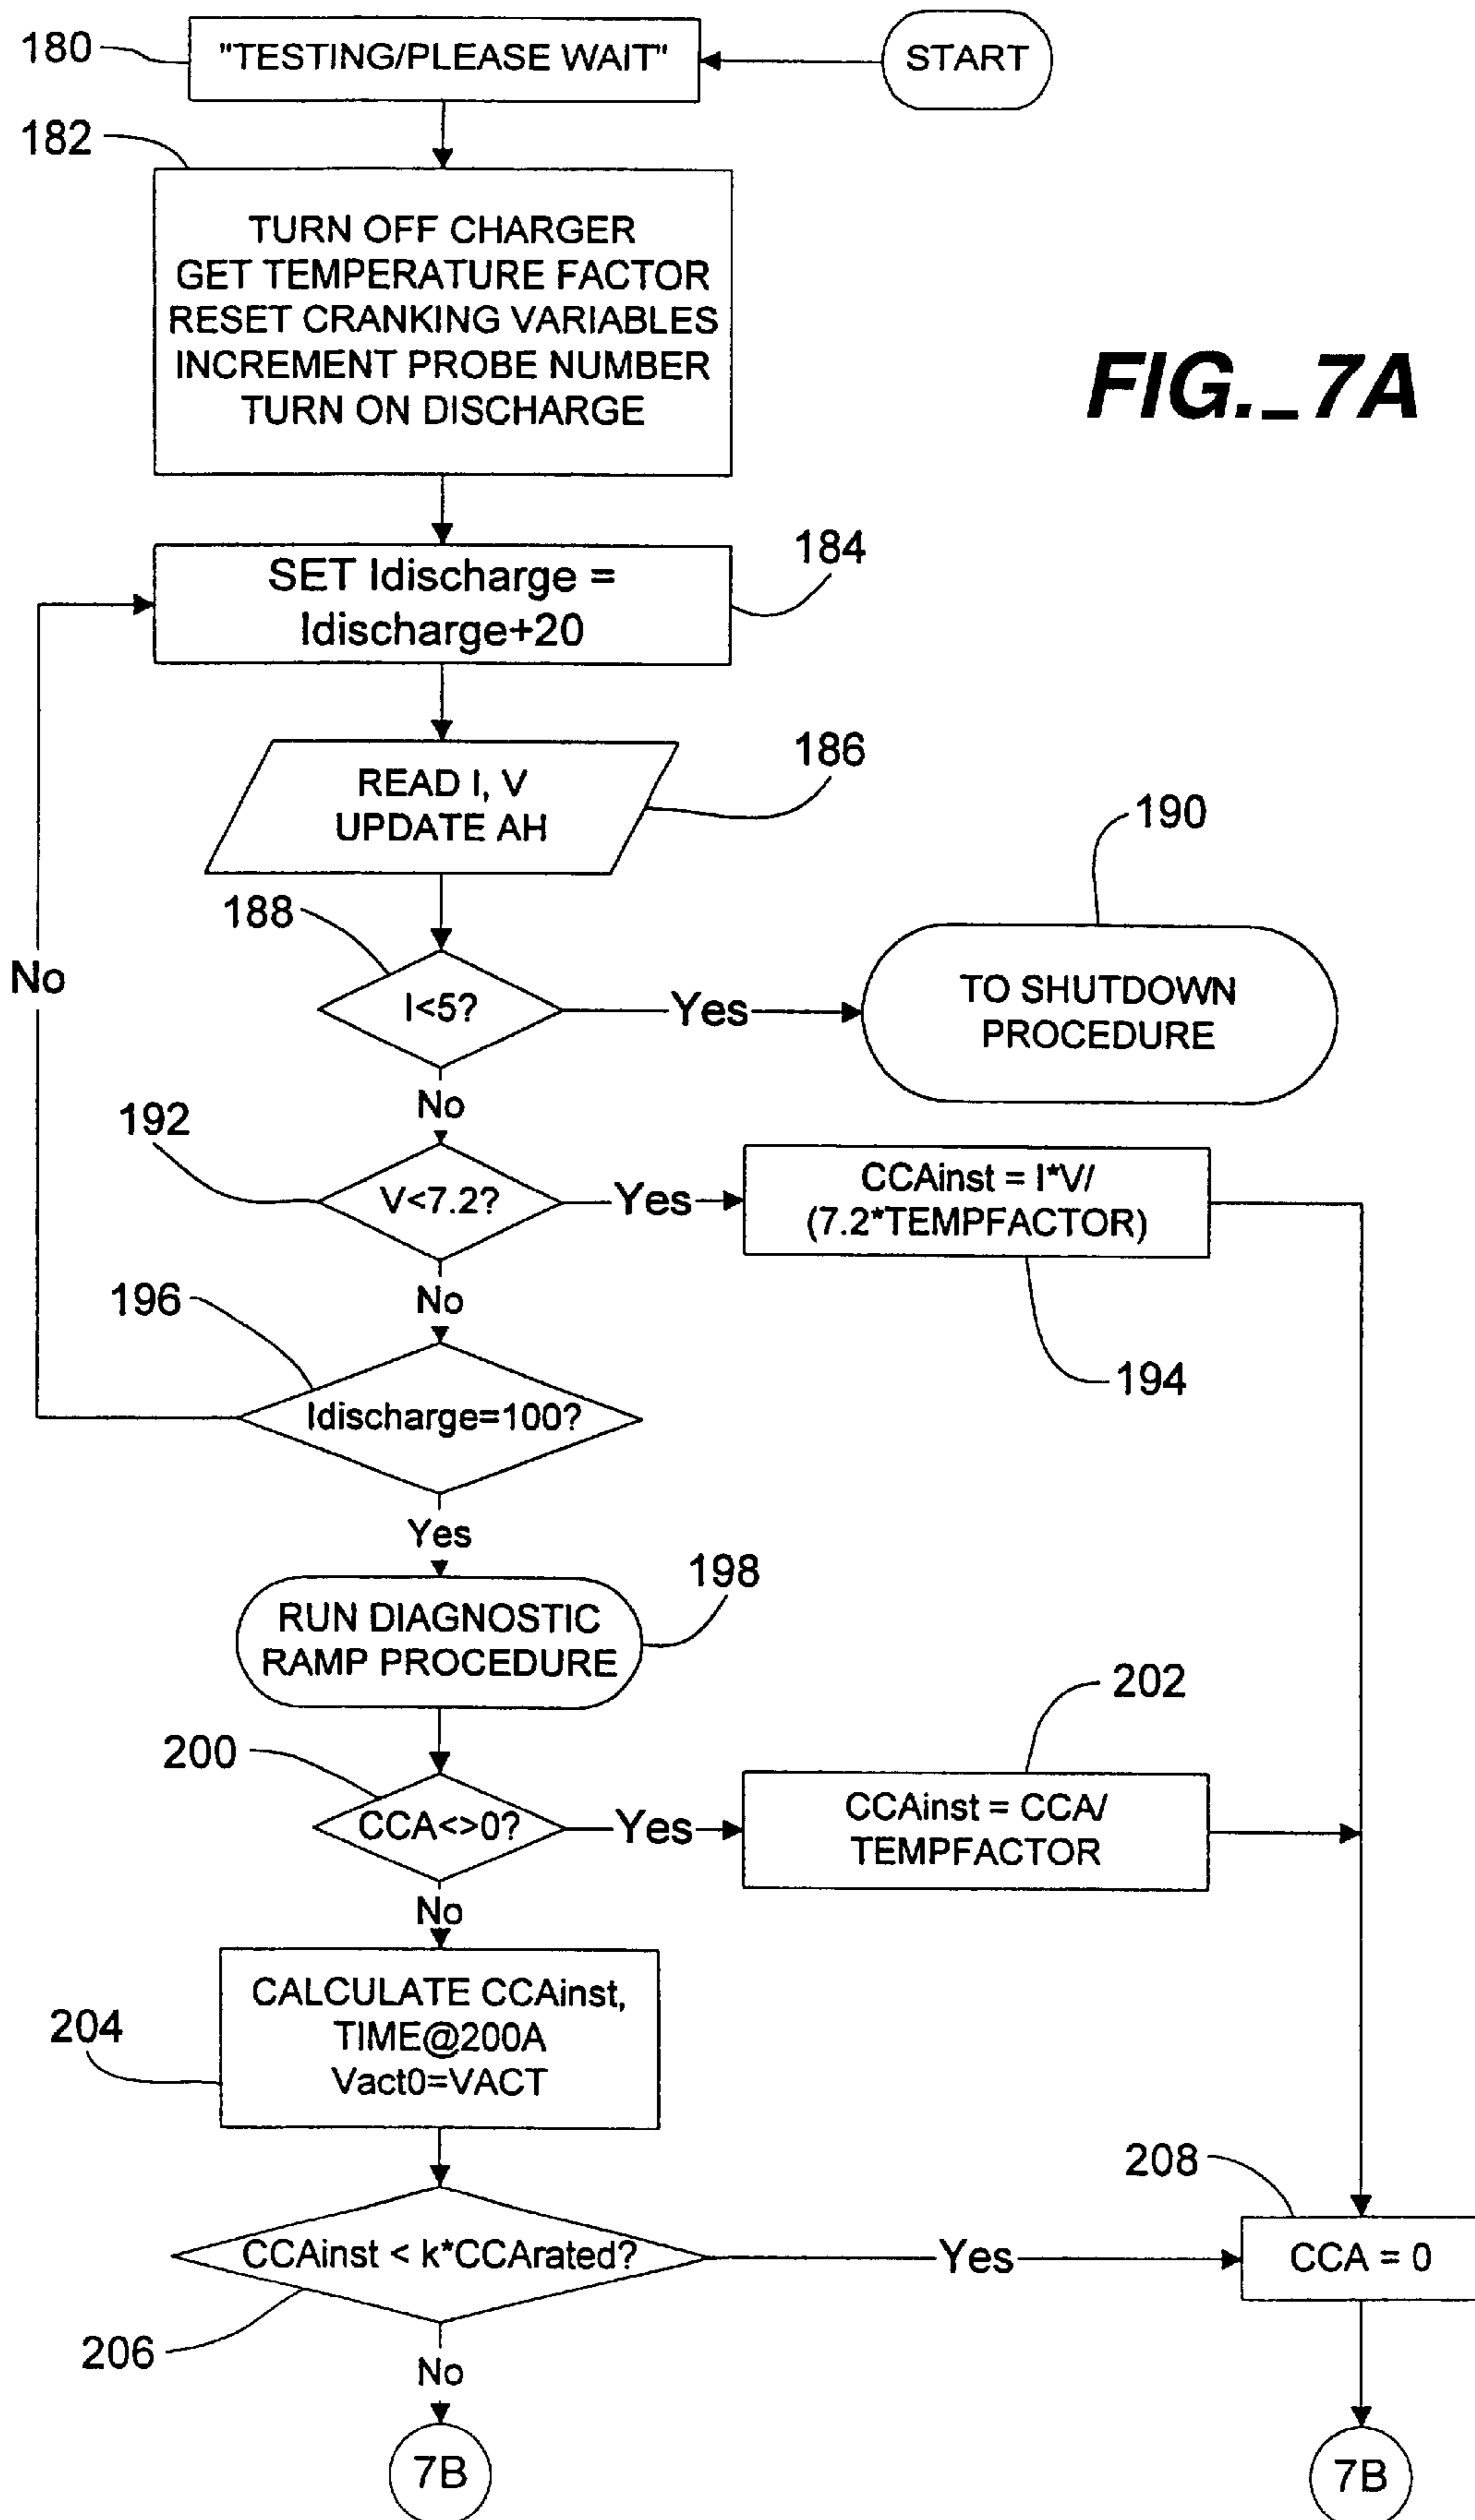 180
"TESTING/PLEASE WAIT"
START
182
TURN OFF CHARGER
GET TEMPERATURE FACTOR
RESET CRANKING VARIABLES
INCREMENT PROBE NUMBER
TURN ON DISCHARGE
FIG._7A
184
SET Idischarge =
Idischarge+20
186
READ I, V
UPDATE AH
190
188
No
I<5?
Yes
TO SHUTDOWN
PROCEDURE
No
192
V<7.2?
Yes
CCAinst = I*V/
(7.2*TEMPFACTOR)
196
No
194
Idischarge=100?
Yes
198
RUN DIAGNOSTIC
RAMP PROCEDURE
202
200
CCA<>0?
Yes
CCAinst = CCA/
TEMPFACTOR
No
204
CALCULATE CCAinst,
TIME@200A
Vact0=VACT
208
CCAinst < k*CCArated?
Yes
CCA = 0
206
No
7B
7B